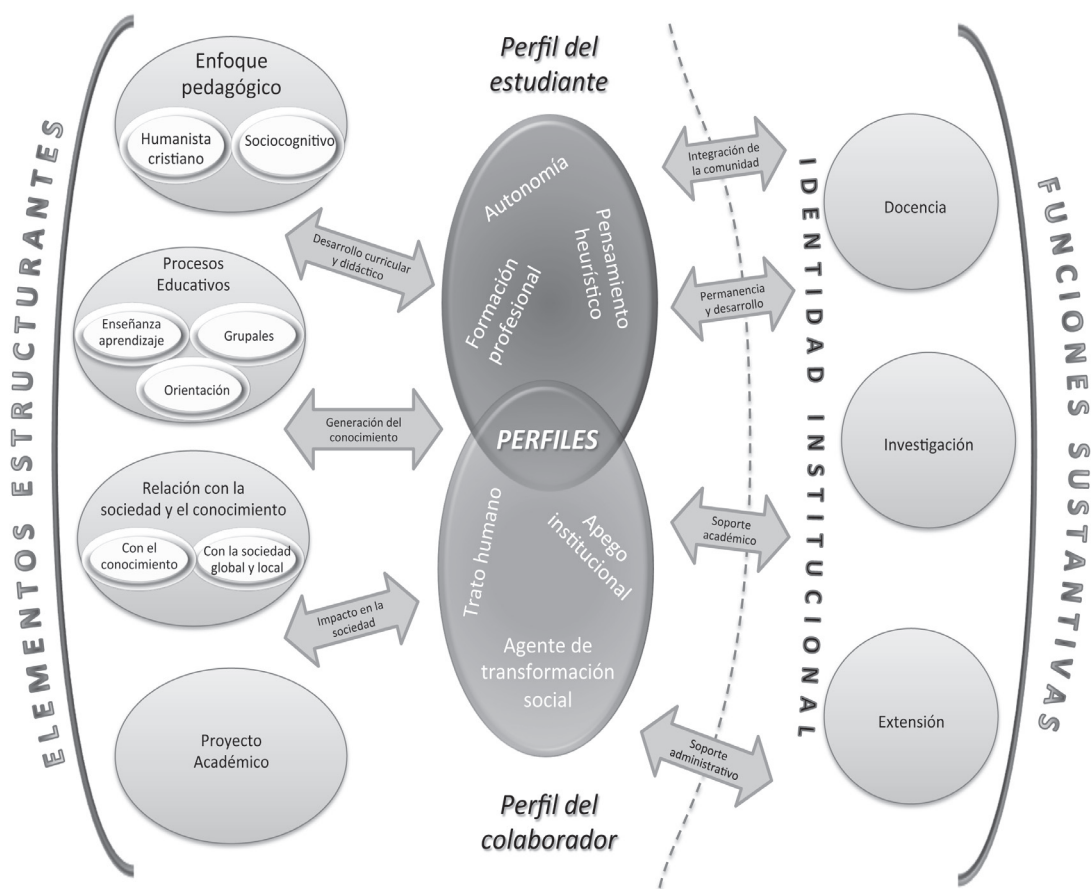 ELEMENTOS ESTRUCTURANTES
Enfoque
pedagógico
Humanista
cristiano
Sociocognitivo
Procesos
Educativos
Enseñanza
aprendizaje
Grupales
Orientación
Relación con la
sociedad y el conocimiento
Con el
conocimiento
Con la sociedad
global y local
Proyecto
Académico
Desarrollo curricular
y didáctico
Generación del
conocimiento
Impacto en la
sociedad
Perfil del
estudiante
Autonomía
Pensamiento
heurístico
Formación
profesional
PERFILES
Trato humano
Apego
institucional
Agente de
transformación
social
Perfil del
colaborador
Integración de
la comunidad
Permanencia
y desarrollo
Soporte
académico
Soporte
administrativo
IDENTIDAD INSTITUCIONAL
Docencia
Investigación
Extensión
FUNCIONES SUSTANTIVAS